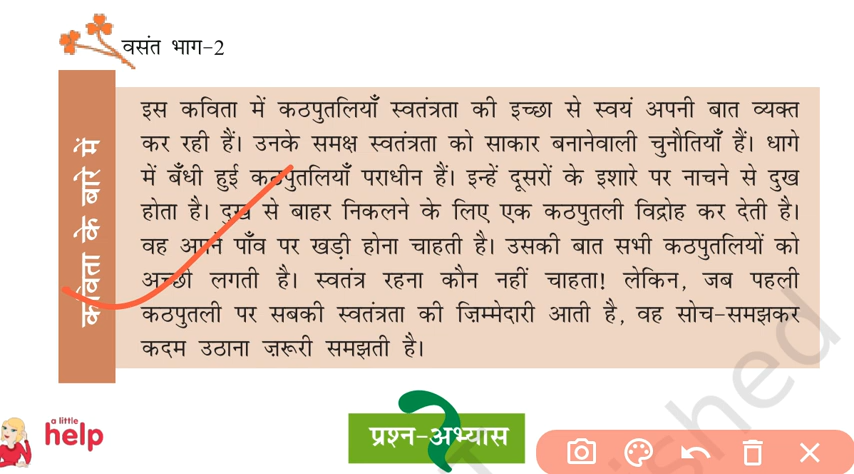 वसंत भाग-2
कविता के बारे में
इस कविता में कठपुतलियाँ स्वतंत्रता की इच्छा से स्वयं अपनी बात व्यक्त
कर रही हैं। उनके समक्ष स्वतंत्रता को साकार बनानेवाली चुनौतियाँ हैं। धागे
में बँधी हुई कठपुतलियाँ पराधीन हैं। इन्हें दूसरों के इशारे पर नाचने से दुख
होता है। दुख से बाहर निकलने के लिए एक कठपुतली विद्रोह कर देती है।
वह अपने पाँव पर खड़ी होना चाहती है। उसकी बात सभी कठपुतलियों को
अच्छी लगती है। स्वतंत्र रहना कौन नहीं चाहता! लेकिन, जब पहली
कठपुतली पर सबकी स्वतंत्रता की ज़िम्मेदारी आती है, वह सोच-समझकर
कदम उठाना ज़रूरी समझती है।
a little
help
प्रश्न-अभ्यास